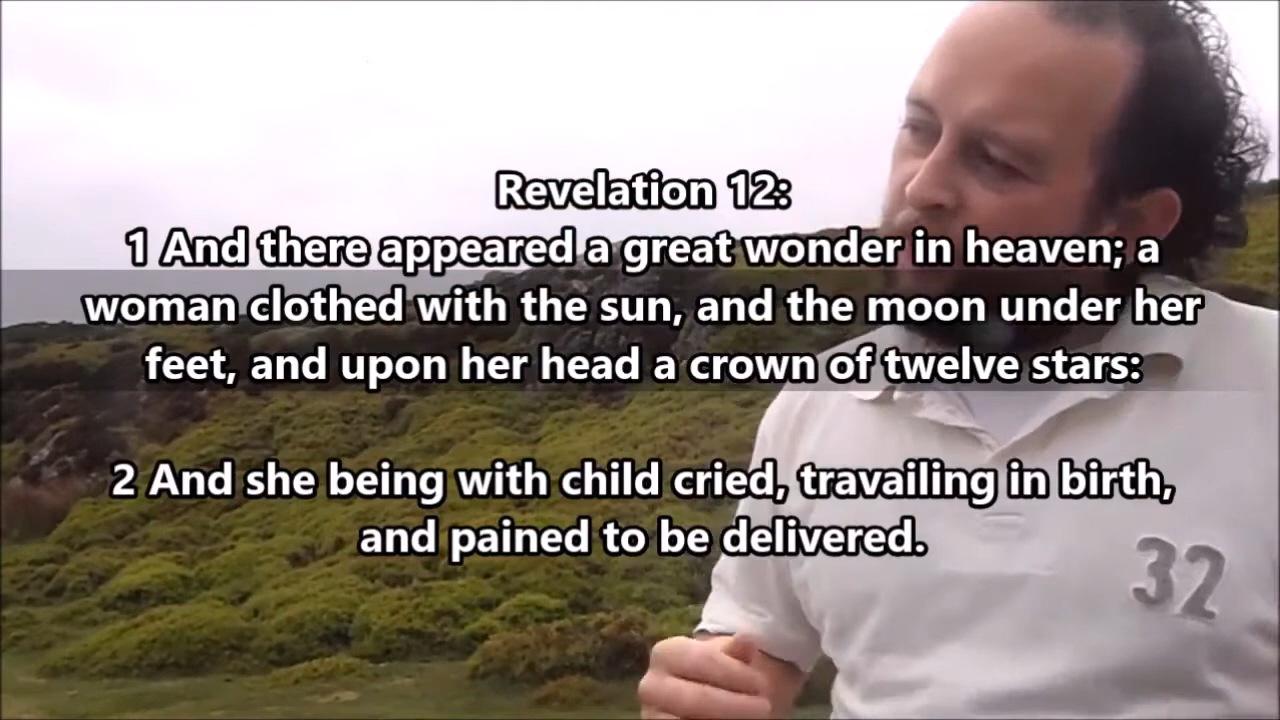 Revelation 12:
1 And there appeared a great wonder in heaven; a
woman clothed with the sun, and the moon under her
feet, and upon her head a crown of twelve stars:
2 And she being with child cried, travailing in birth,
and pained to be delivered.
32